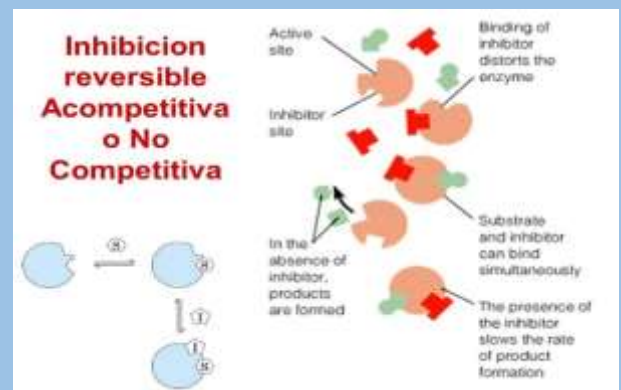 Inhibicion
reversible
Acompetitiva
o No
Competitiva
Active
site
Inhibitor
site
Binding of
inhibitor
distorts the
enzyme
In the
absence of
inhibitor,
products
are formed
Substrate
and inhibitor
can bind
simultaneously
The presence of
the inhibitor
slows the rate
of product
formation
S
S
I
I
S